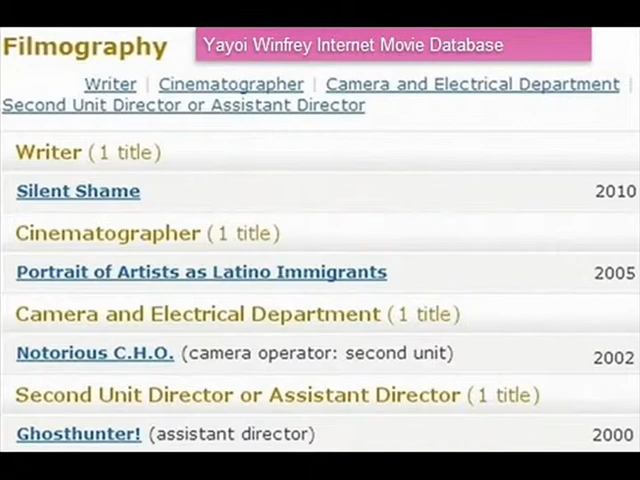 Filmography
Yayoi Winfrey Internet Movie Database
Writer | Cinematographer | Camera and Electrical Department |
Second Unit Director or Assistant Director
Writer (1 title)
Silent Shame 2010
Cinematographer (1 title)
Portrait of Artists as Latino Immigrants 2005
Camera and Electrical Department (1 title)
Notorious C.H.O. (camera operator: second unit) 2002
Second Unit Director or Assistant Director (1 title)
Ghosthunter! (assistant director) 2000